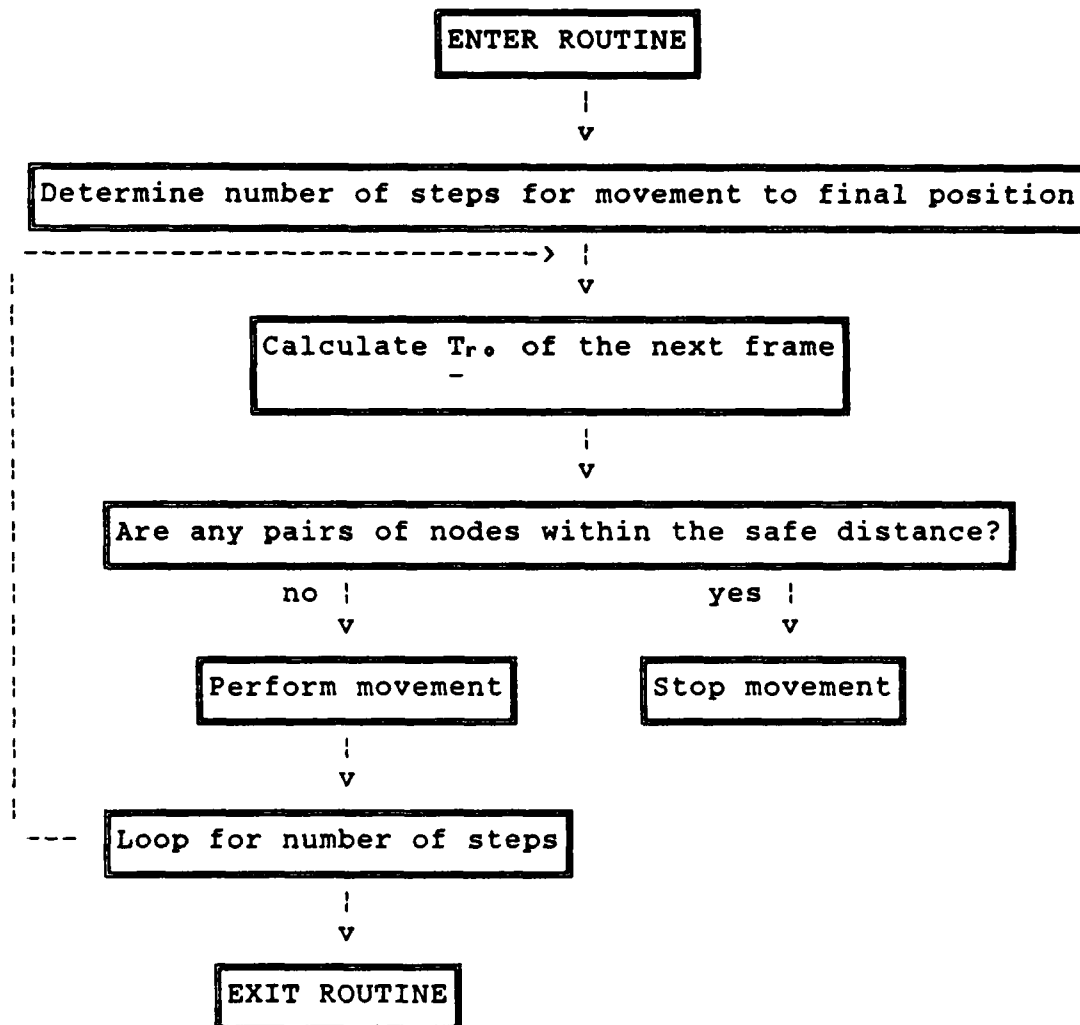 ENTER ROUTINE
Determine number of steps for movement to final position
Calculate Tro of the next frame
Are any pairs of nodes within the safe distance?
no yes
Perform movement Stop movement
Loop for number of steps
EXIT ROUTINE